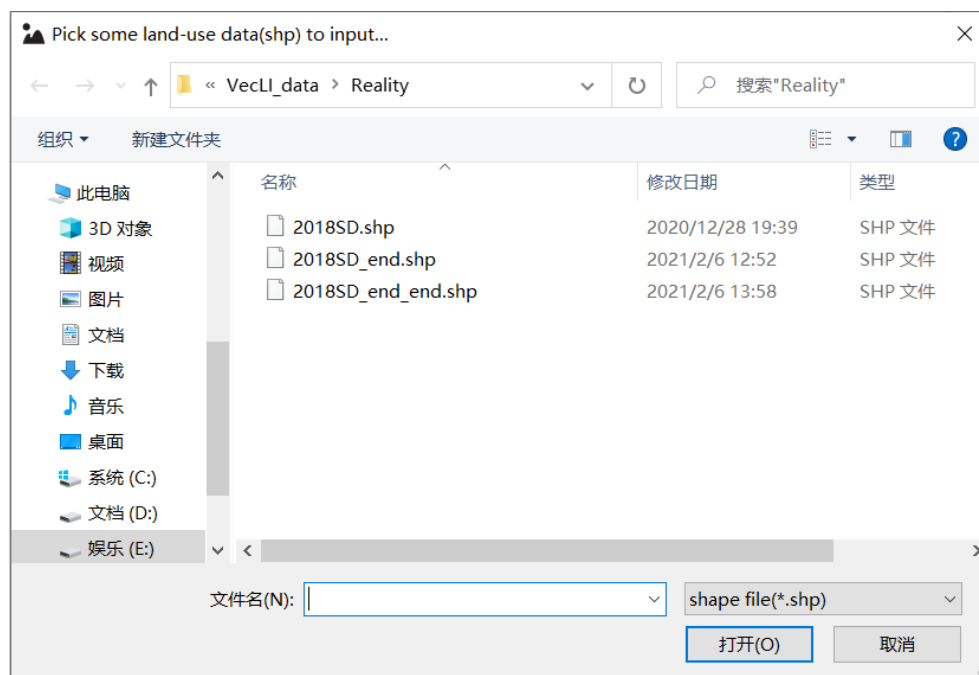 Pick some land-use data(shp) to input...
« VecLI_data › Reality
搜索"Reality"
组织 新建文件夹
名称 修改日期 类型
此电脑
3D 对象
视频
图片
文档
下载
音乐
桌面
系统 (C:)
文档 (D:)
娱乐 (E:)
2018SD.shp 2020/12/28 19:39 SHP 文件
2018SD_end.shp 2021/2/6 12:52 SHP 文件
2018SD_end_end.shp 2021/2/6 13:58 SHP 文件
文件名(N): shape file(*.shp)
打开(O) 取消